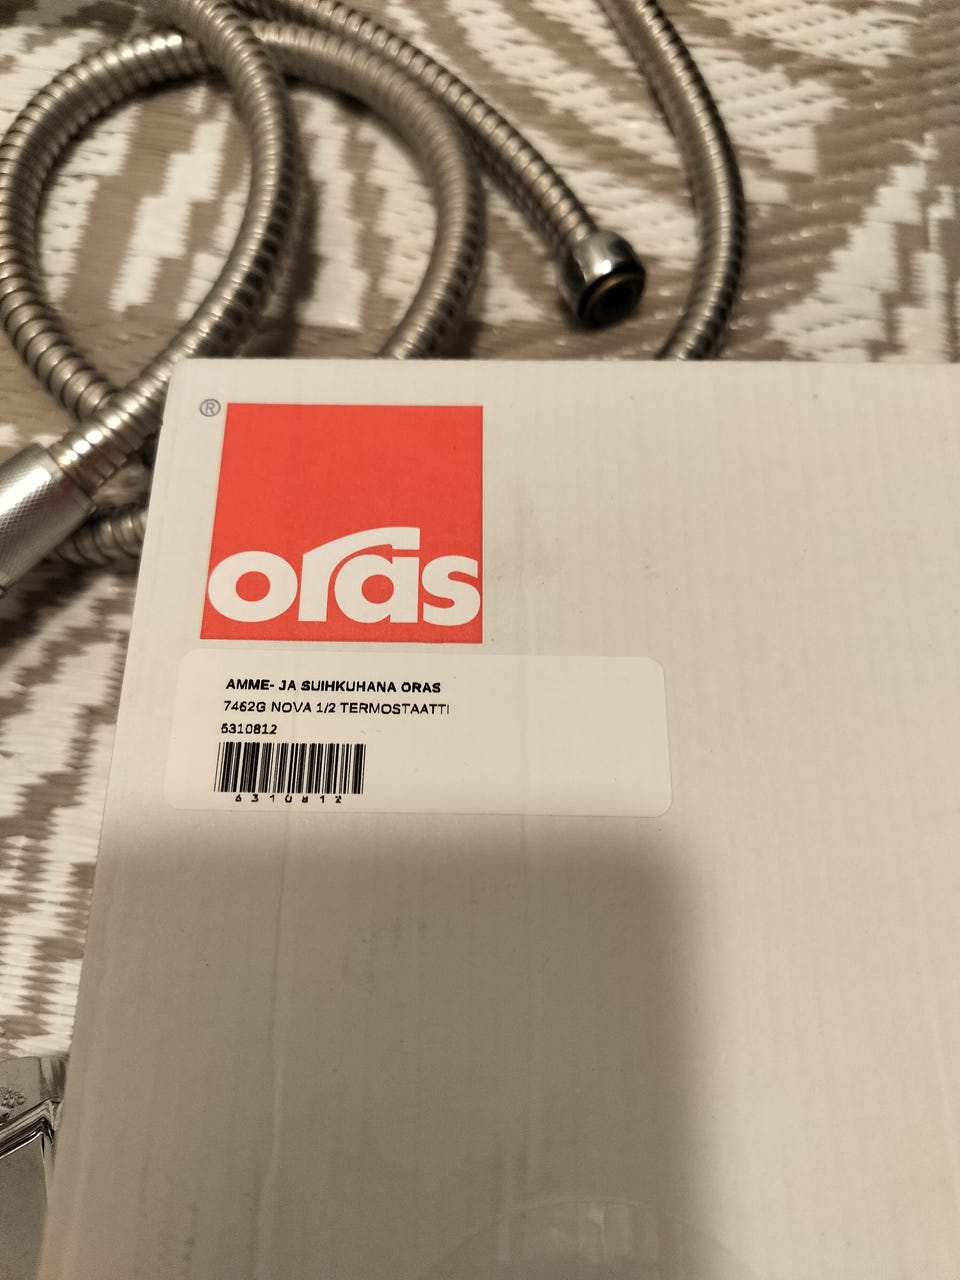 ®
oras
AMME- JA SUIHKUHANA ORAS
7462G NOVA 1/2 TERMOSTAATTI
6310812
6310812